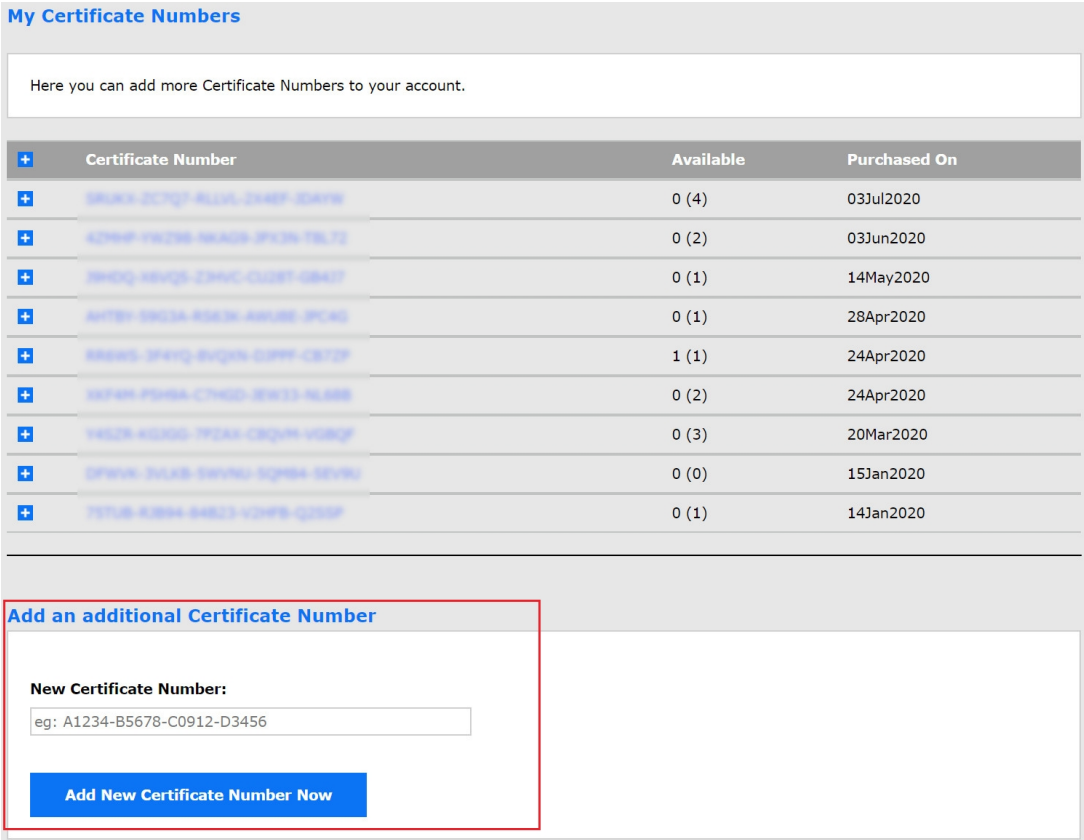 My Certificate Numbers
Here you can add more Certificate Numbers to your account.
Certificate Number Available Purchased On
0 (4) 03Jul2020
0 (2) 03Jun2020
0 (1) 14May2020
0 (1) 28Apr2020
1 (1) 24Apr2020
0 (2) 24Apr2020
0 (3) 20Mar2020
0 (0) 15Jan2020
0 (1) 14Jan2020
Add an additional Certificate Number
New Certificate Number:
eg: A1234-B5678-C0912-D3456
Add New Certificate Number Now